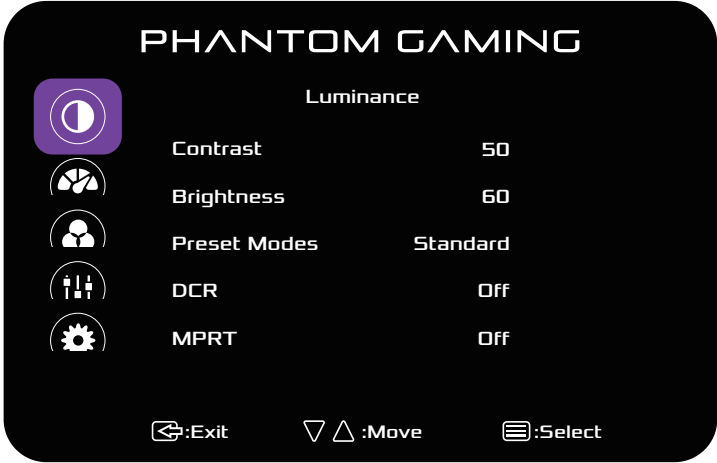 PHANTOM GAMING
Luminance
Contrast 50
Brightness 60
Preset Modes Standard
DCR Off
MPRT Off
:Exit :Move :Select